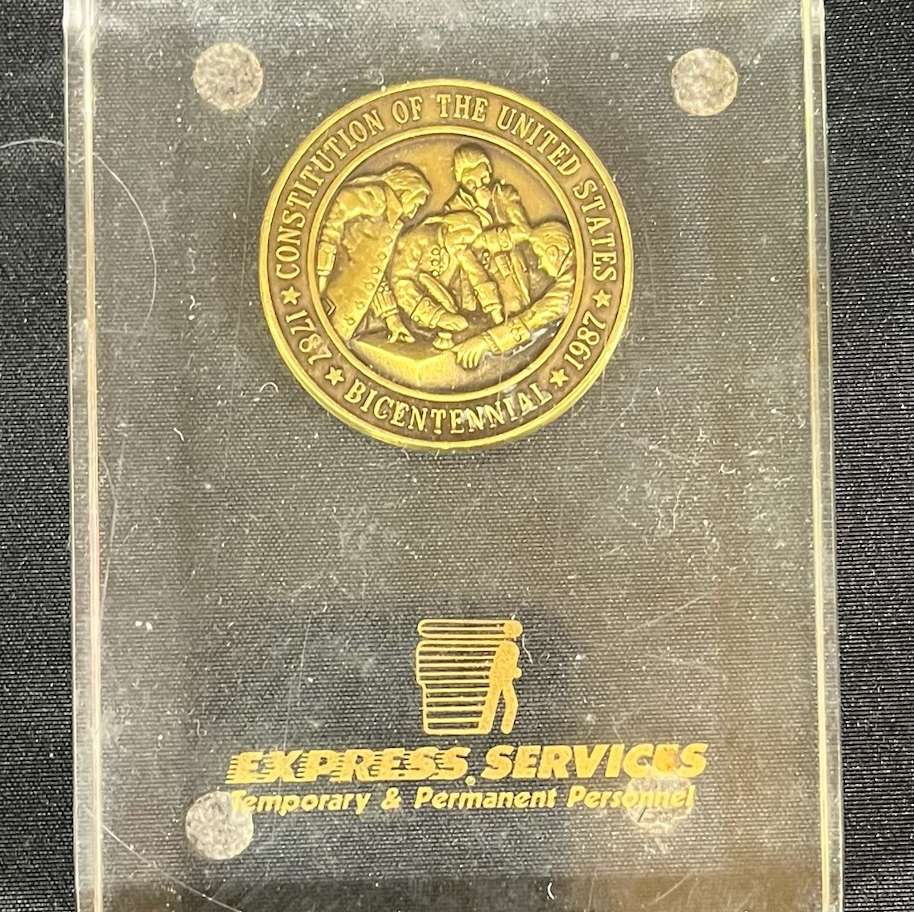 CONSTITUTION OF THE UNITED STATES
1787 ★ BICENTENNIAL ★ 1987
EXPRESS SERVICES
Temporary & Permanent Personnel